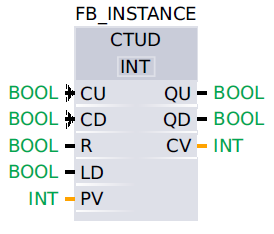 FB_INSTANCE
CTUD
INT
BOOL CU QU BOOL
BOOL CD QD BOOL
BOOL R CV INT
BOOL LD
INT PV